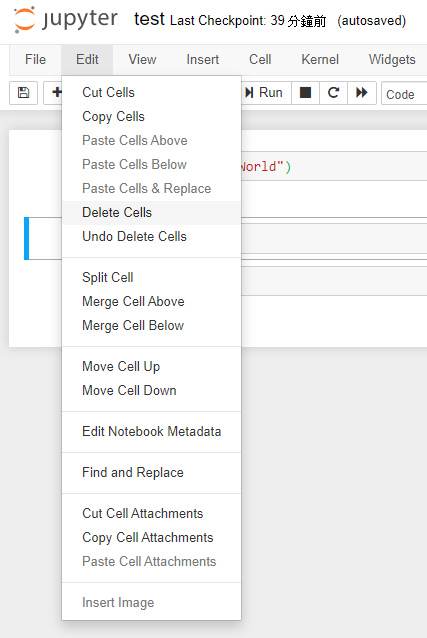 jupyter test Last Checkpoint: 39 分鐘前 (autosaved)
File Edit View Insert Cell Kernel Widgets
Run Code
Cut Cells
Copy Cells
Paste Cells Above
Paste Cells Below
Paste Cells & Replace
World")
Delete Cells
Undo Delete Cells
Split Cell
Merge Cell Above
Merge Cell Below
Move Cell Up
Move Cell Down
Edit Notebook Metadata
Find and Replace
Cut Cell Attachments
Copy Cell Attachments
Paste Cell Attachments
Insert Image